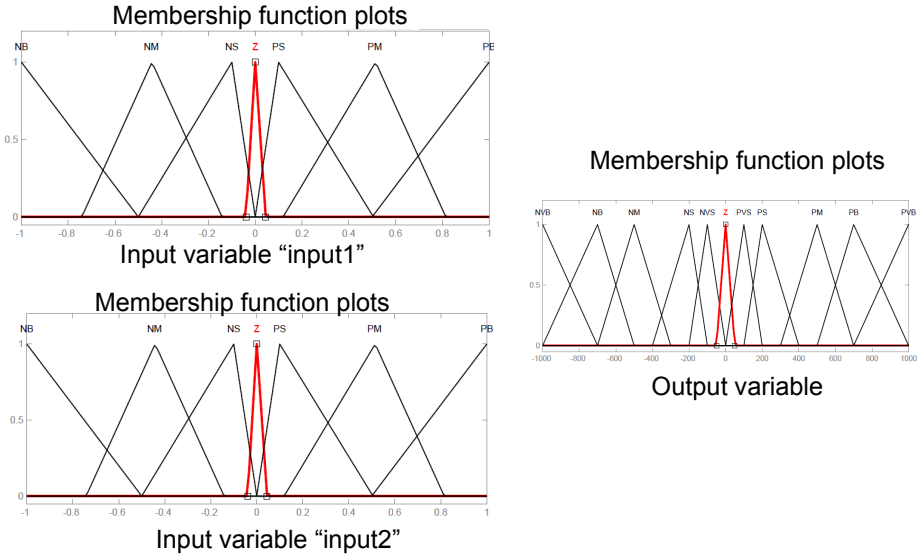 Membership function plots
NB NM NS Z PS PM PB
1
0.5
0
-1 -0.8 -0.6 -0.4 -0.2 0 0.2 0.4 0.6 0.8 1
Input variable “input1”
Membership function plots
NB NM NS Z PS PM PB
1
0.5
0
-1 -0.8 -0.6 -0.4 -0.2 0 0.2 0.4 0.6 0.8 1
Input variable “input2”
Membership function plots
NVB NB NM NS NVS Z PVS PS PM PB PVB
1
0.5
0
-1000 -800 -600 -400 -200 0 200 400 600 800 1000
Output variable